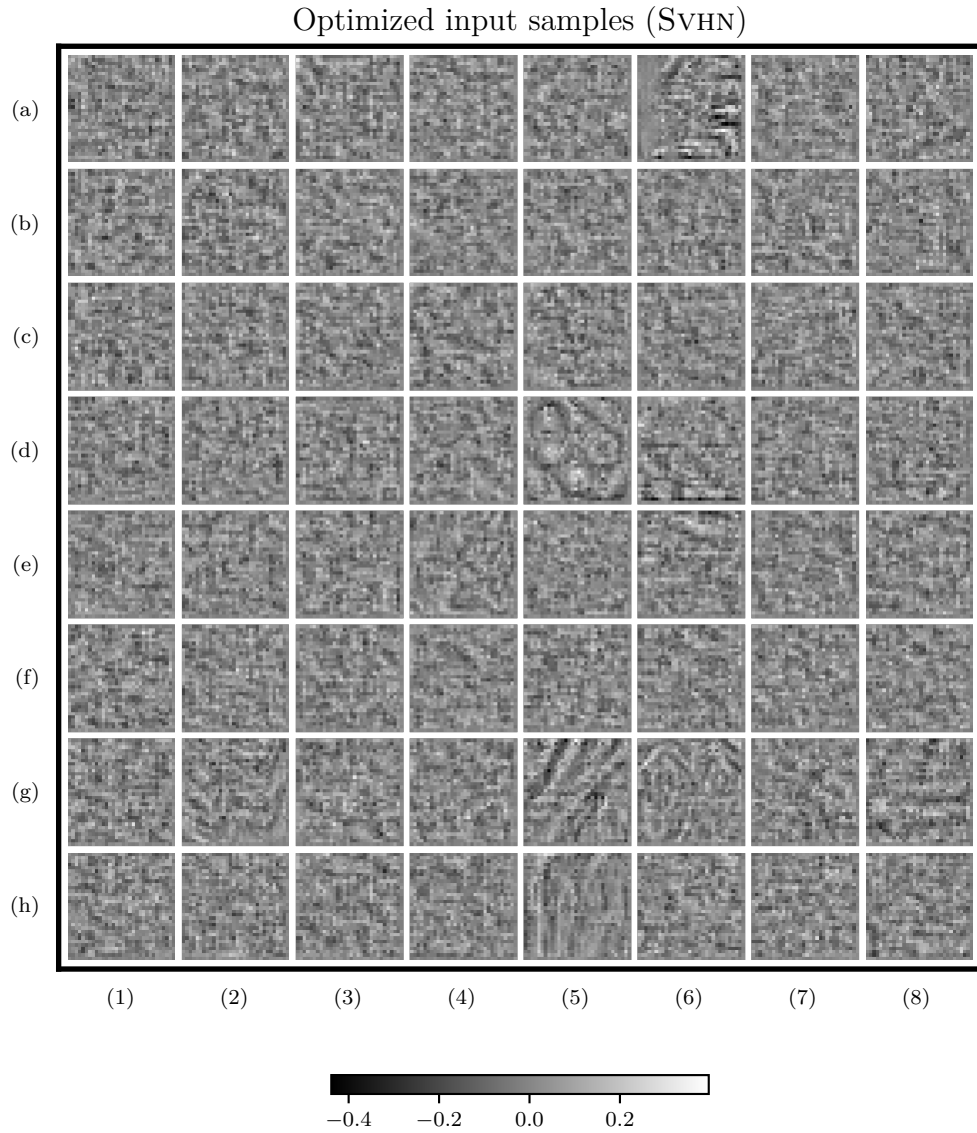 Optimized input samples (SVHN)
(a)
(b)
(c)
(d)
(e)
(f)
(g)
(h)
(1) (2) (3) (4) (5) (6) (7) (8)
−0.4 −0.2 0.0 0.2